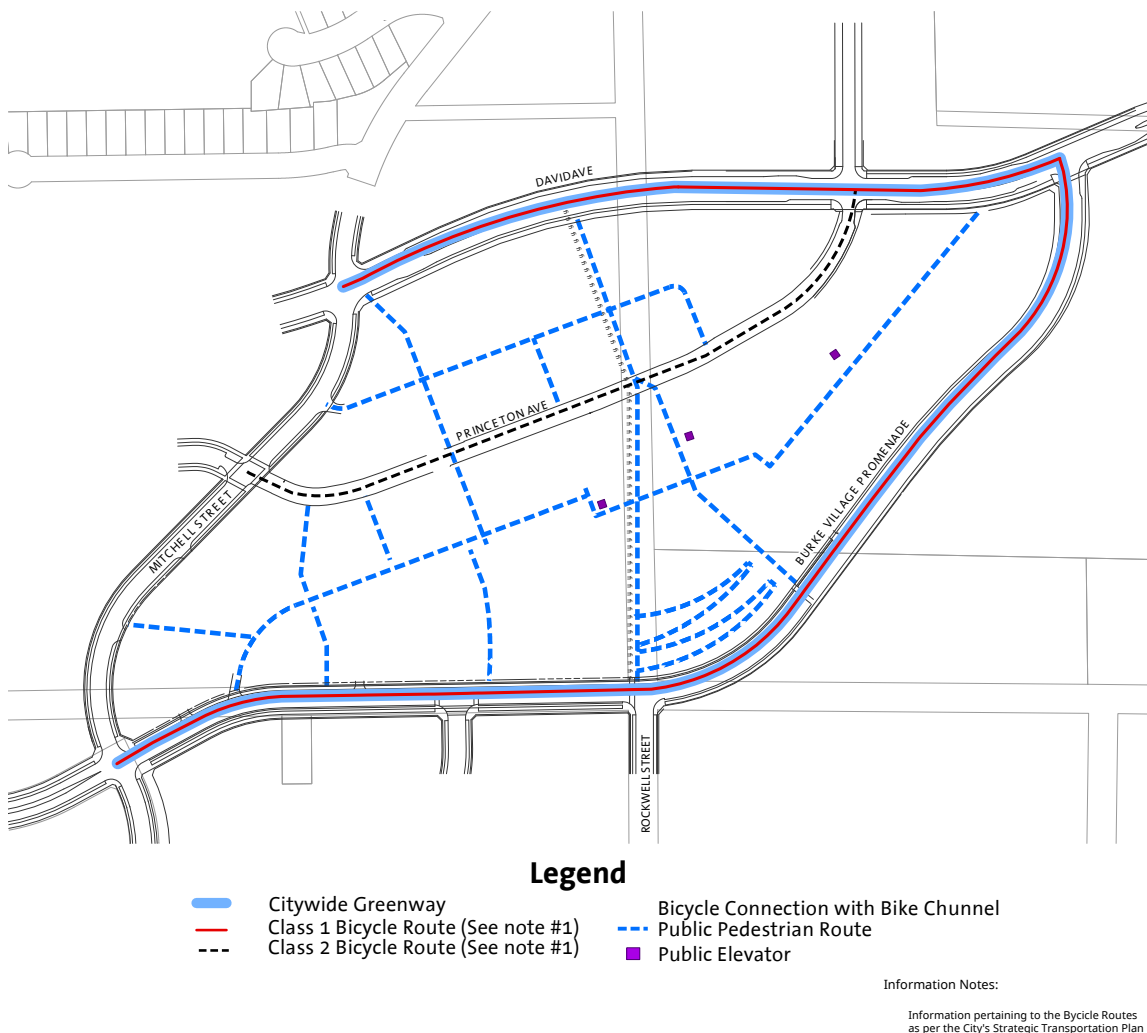 DAVIDAVE
PRINCETON AVE
MITCHELL STREET
BURKE VILLAGE PROMENADE
ROCKWELL STREET
Legend
Citywide Greenway
Class 1 Bicycle Route (See note #1)
Class 2 Bicycle Route (See note #1)
Bicycle Connection with Bike Chunnel
Public Pedestrian Route
Public Elevator
Information Notes:
Information pertaining to the Bycicle Routes
as per the City's Strategic Transportation Plan